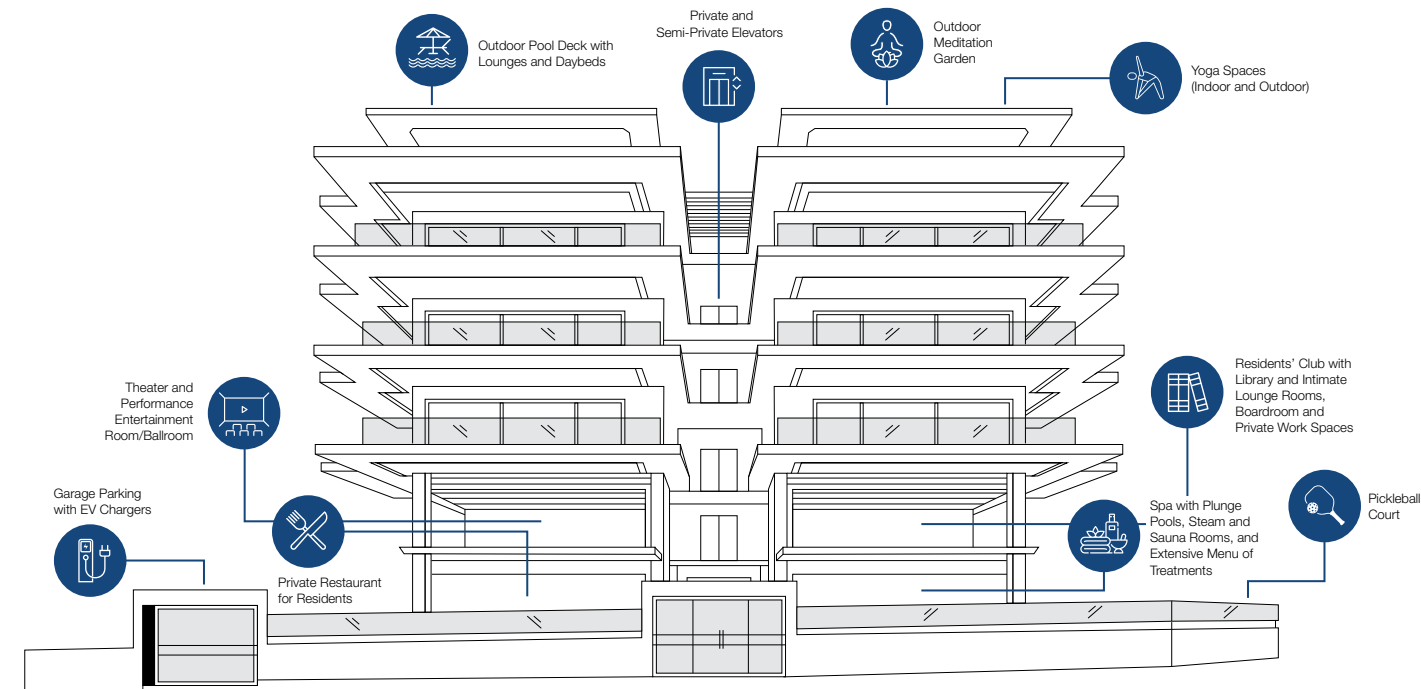 Outdoor Pool Deck with
Lounges and Daybeds
Private and
Semi-Private Elevators
Outdoor
Meditation
Garden
Yoga Spaces
(Indoor and Outdoor)
Theater and
Performance
Entertainment
Room/Ballroom
Residents’ Club with
Library and Intimate
Lounge Rooms,
Boardroom and
Private Work Spaces
Garage Parking
with EV Chargers
Private Restaurant
for Residents
Spa with Plunge
Pools, Steam and
Sauna Rooms, and
Extensive Menu of
Treatments
Pickleball
Court